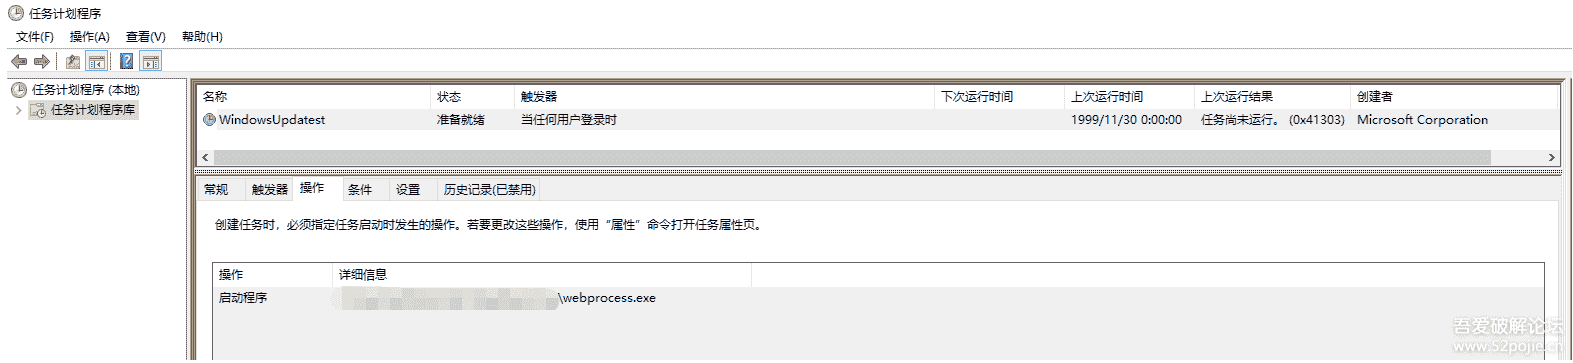 任务计划程序
文件(F) 操作(A) 查看(V) 帮助(H)
任务计划程序 (本地)
任务计划程序库
名称 状态 触发器 下次运行时间 上次运行时间 上次运行结果 创建者
WindowsUpdatest 准备就绪 当任何用户登录时 1999/11/30 0:00:00 任务尚未运行。 (0x41303) Microsoft Corporation
常规 触发器 操作 条件 设置 历史记录(已禁用)
创建任务时，必须指定任务启动时发生的操作。若要更改这些操作，使用“属性”命令打开任务属性页。
操作 详细信息
启动程序 \webprocess.exe
吾爱破解论坛
www.52pojie.cn